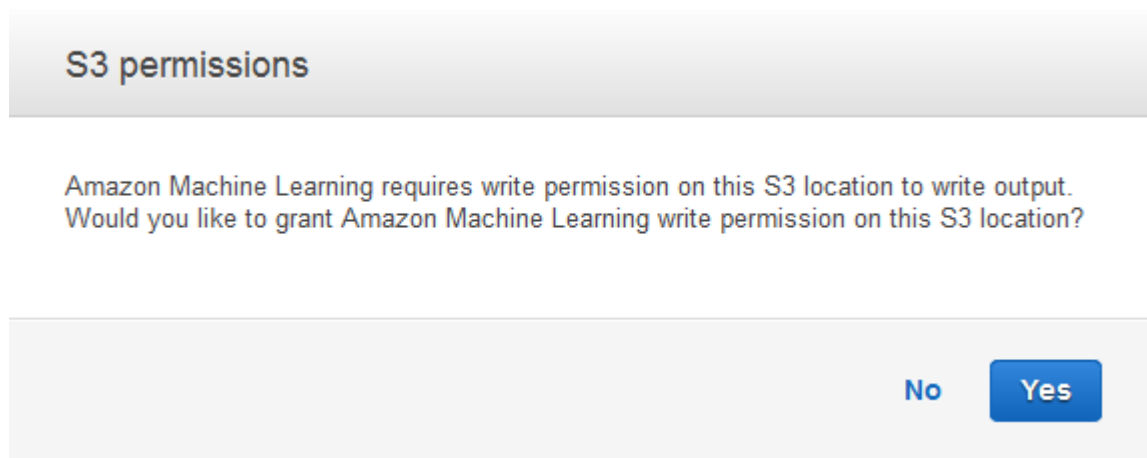 S3 permissions
Amazon Machine Learning requires write permission on this S3 location to write output.
Would you like to grant Amazon Machine Learning write permission on this S3 location?
No
Yes